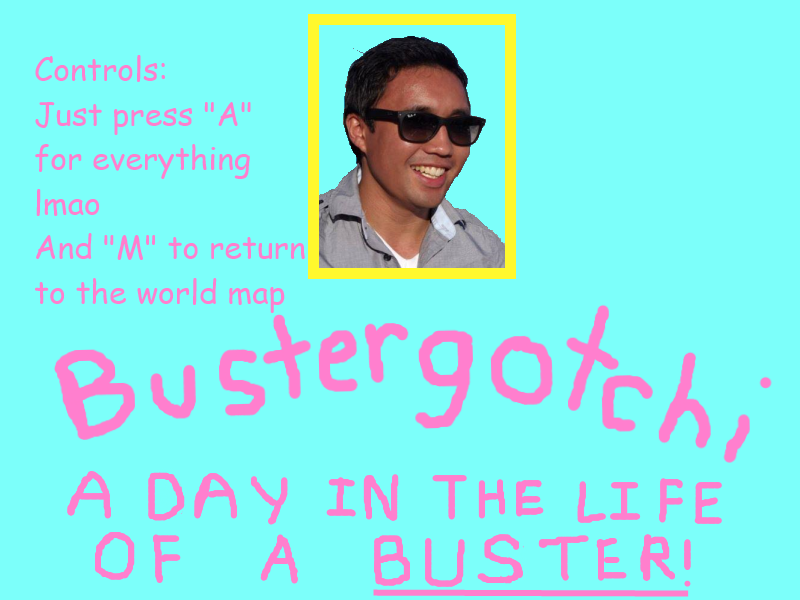 Controls:
Just press "A"
for everything
lmao
And "M" to return
to the world map
Bustergotchi
A DAY IN THE LIFE
OF A BUSTER!